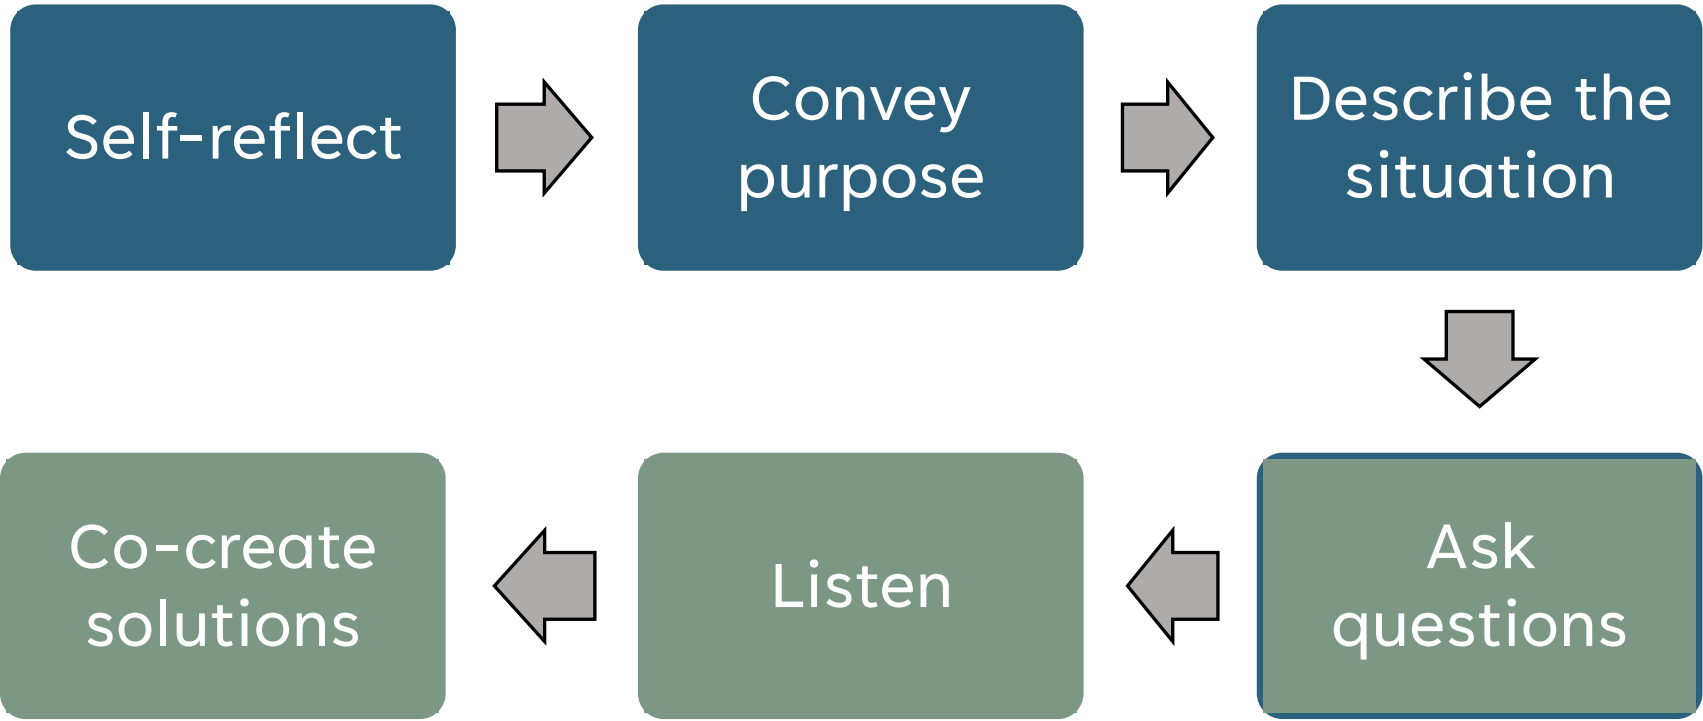 Self-reflect
Convey
purpose
Describe the
situation
Ask
questions
Listen
Co-create
solutions